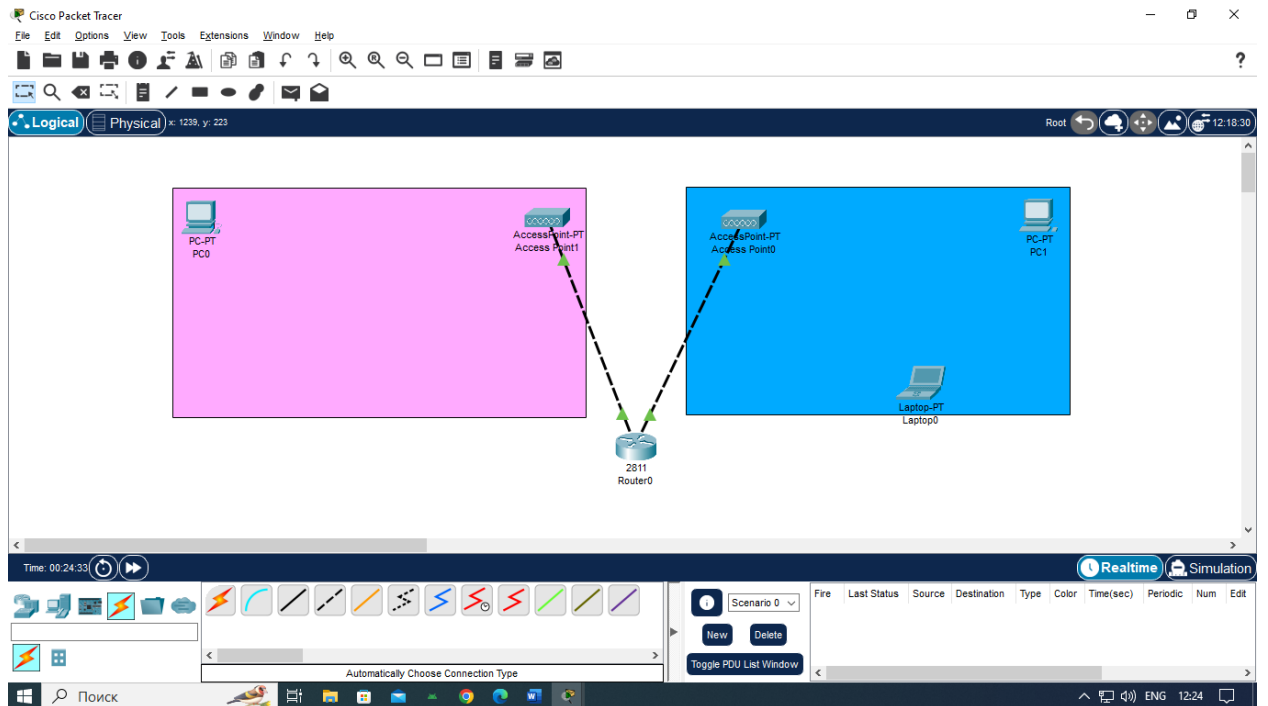 Cisco Packet Tracer
File Edit Options View Tools Extensions Window Help
?
Logical Physical x: 1239, y: 223 Root 12:18:30
PC-PT
PC0
AccessPoint-PT
Access Point1
AccessPoint-PT
Access Point0
PC-PT
PC1
Laptop-PT
Laptop0
2811
Router0
Time: 00:24:33 Realtime Simulation
Scenario 0
New Delete
Toggle PDU List Window
Fire Last Status Source Destination Type Color Time(sec) Periodic Num Edit
Automatically Choose Connection Type
Поиск ENG 12:24